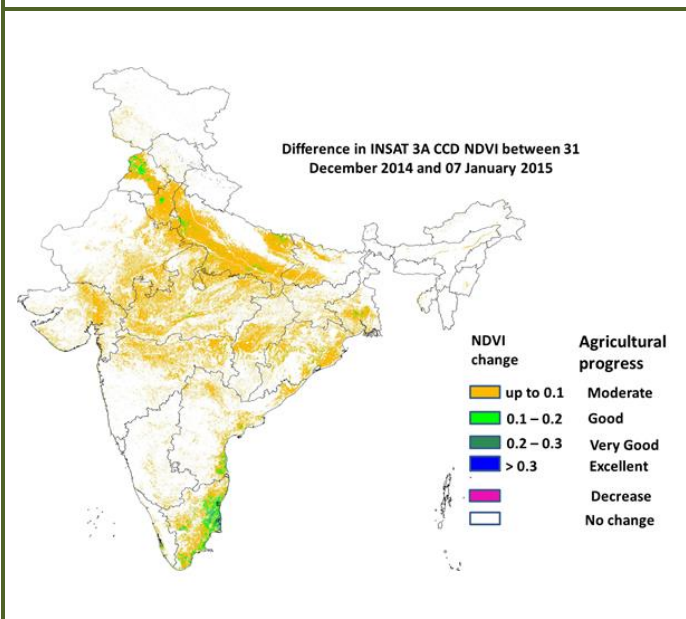 Difference in INSAT 3A CCD NDVI between 31
December 2014 and 07 January 2015
NDVI change
Agricultural progress
up to 0.1 Moderate
0.1 – 0.2 Good
0.2 – 0.3 Very Good
> 0.3 Excellent
Decrease
No change